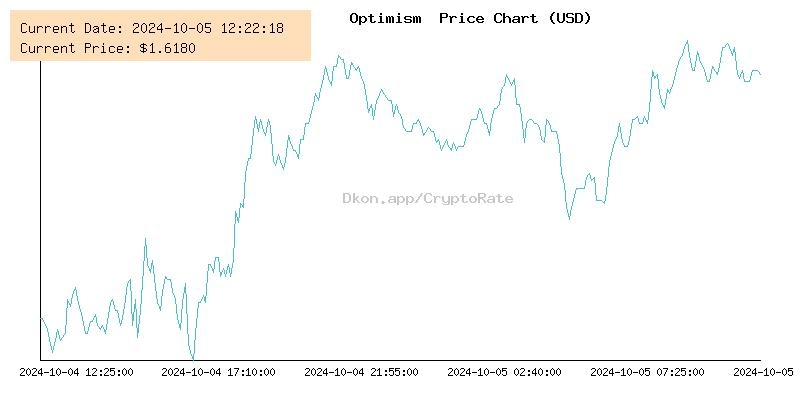 Optimism  Price Chart (USD)
Current Date: 2024-10-05 12:22:18
Current Price: $1.6180
Dkon.app/CryptoRate
2024-10-04 12:25:00 2024-10-04 17:10:00 2024-10-04 21:55:00 2024-10-05 02:40:00 2024-10-05 07:25:00 2024-10-05